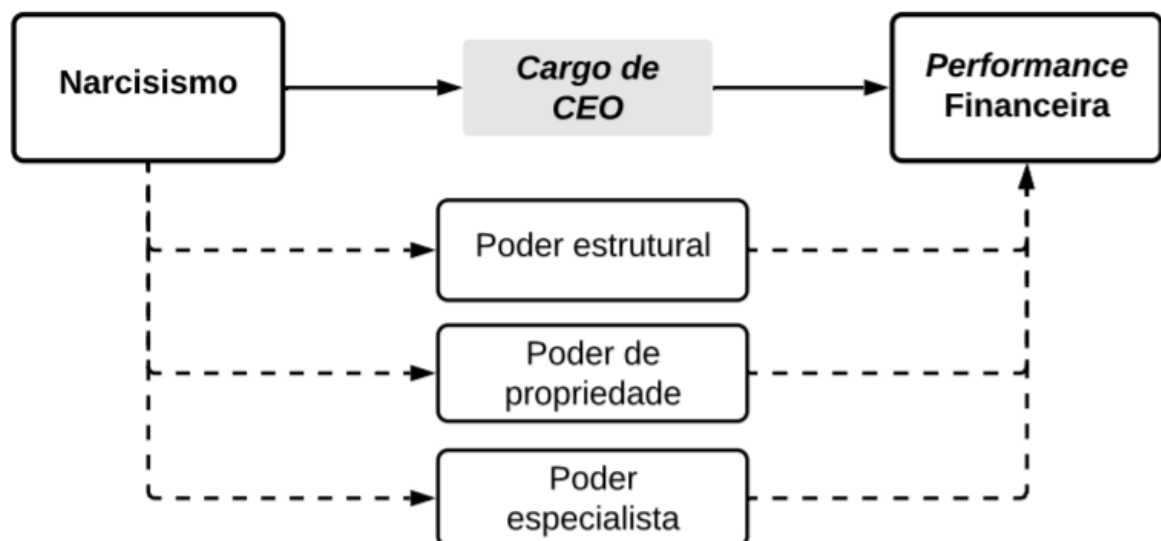 Narcisismo
Cargo de
CEO
Performance
Financeira
Poder estrutural
Poder de
propriedade
Poder
especialista